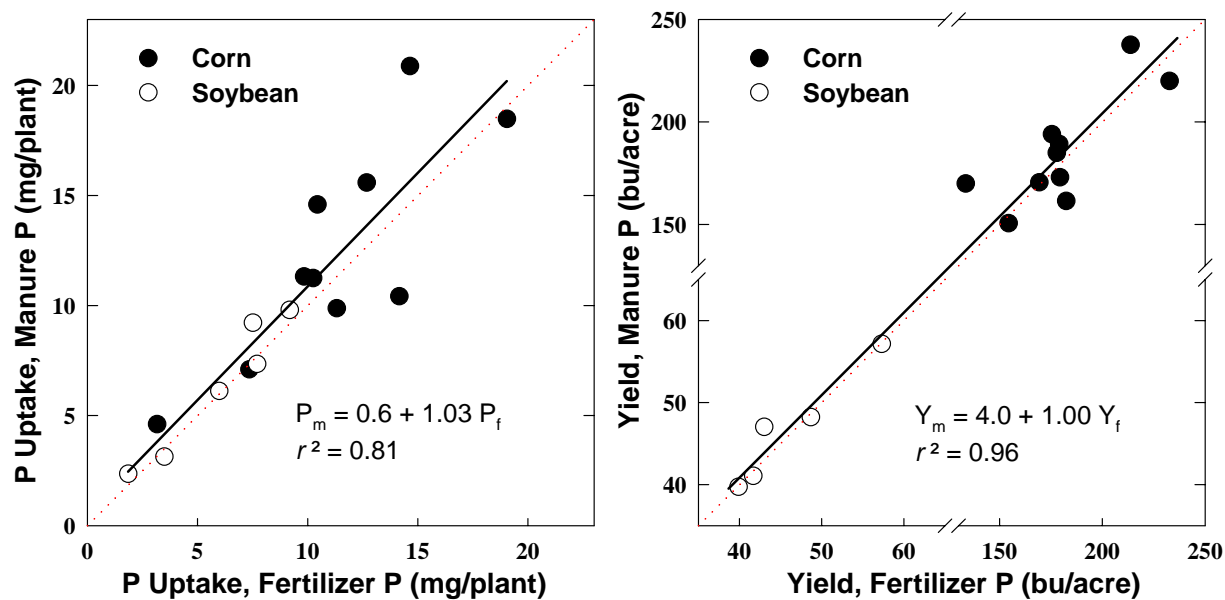 Corn
Soybean
P Uptake, Manure P (mg/plant)
20
15
10
5
0
P_m = 0.6 + 1.03 P_f
r² = 0.81
0 5 10 15 20
P Uptake, Fertilizer P (mg/plant)
Corn
Soybean
Yield, Manure P (bu/acre)
250
200
150
60
50
40
Y_m = 4.0 + 1.00 Y_f
r² = 0.96
40 50 60 150 200 250
Yield, Fertilizer P (bu/acre)